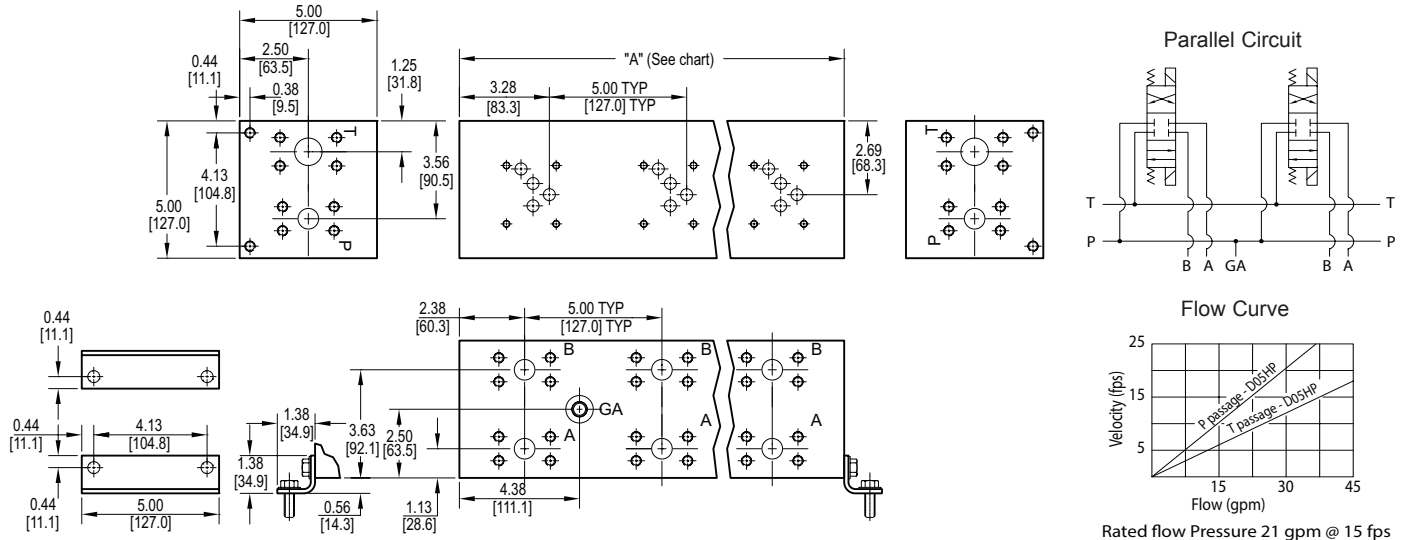 5.00
[127.0]
2.50
[63.5]
0.44
[11.1]
0.38
[9.5]
1.25
[31.8]
4.13
[104.8]
5.00
[127.0]
3.56
[90.5]
T
P
"A" (See chart)
3.28
[83.3]
5.00 TYP
[127.0] TYP
2.69
[68.3]
T
P
Parallel Circuit
T
T
P
P
B
A
GA
B
A
0.44
[11.1]
0.44
[11.1]
4.13
[104.8]
0.44
[11.1]
5.00
[127.0]
1.38
[34.9]
1.38
[34.9]
0.56
[14.3]
2.38
[60.3]
5.00 TYP
[127.0] TYP
3.63
[92.1]
2.50
[63.5]
1.13
[28.6]
4.38
[111.1]
B
B
B
GA
A
A
A
Flow Curve
Velocity (fps)
25
15
5
P passage - D05HP
T passage - D05HP
15
30
45
Flow (gpm)
Rated flow Pressure 21 gpm @ 15 fps